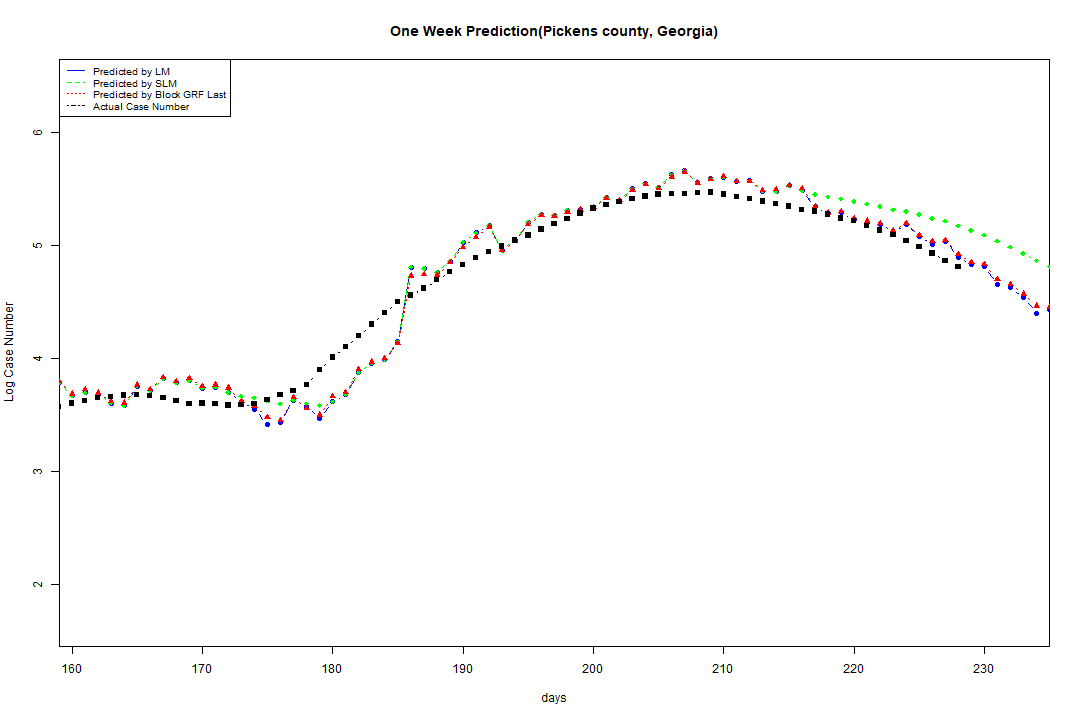 One Week Prediction(Pickens county, Georgia)
Predicted by LM
Predicted by SLM
Predicted by Block GRF Last
Actual Case Number
6
5
4
3
2
Log Case Number
160 170 180 190 200 210 220 230
days